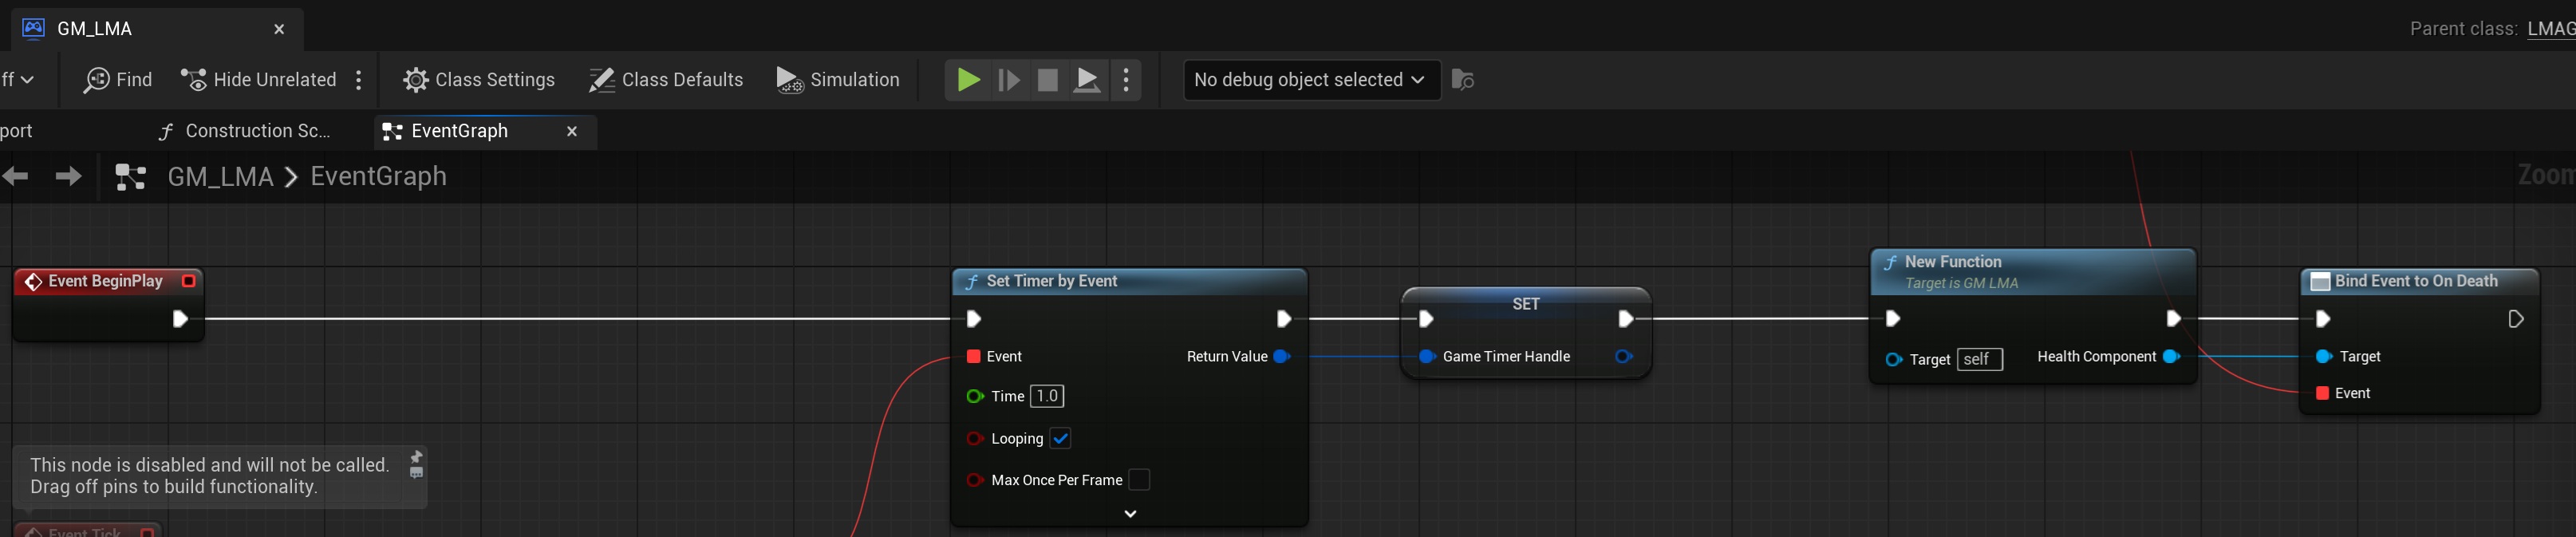 GM_LMA
Parent class: LMAG
ff
Find
Hide Unrelated
Class Settings
Class Defaults
Simulation
No debug object selected
port
Construction Sc...
EventGraph
GM_LMA > EventGraph
Zoom
Event BeginPlay
Set Timer by Event
Event
Return Value
Time 1.0
Looping
Max Once Per Frame
SET
Game Timer Handle
New Function
Target is GM LMA
Target self
Health Component
Bind Event to On Death
Target
Event
This node is disabled and will not be called.
Drag off pins to build functionality.
Event Tick